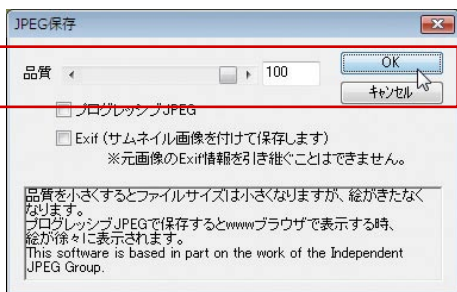 JPEG保存
品質 100 OK
キャンセル
プログレッシブJPEG
Exif (サムネイル画像を付けて保存します)
※元画像のExif情報を引き継ぐことはできません。
品質を小さくするとファイルサイズは小さくなりますが、絵がきたなく
なります。
プログレッシブJPEGで保存するとwwwブラウザで表示する時、
絵が徐々に表示されます。
This software is based in part on the work of the Independent
JPEG Group.